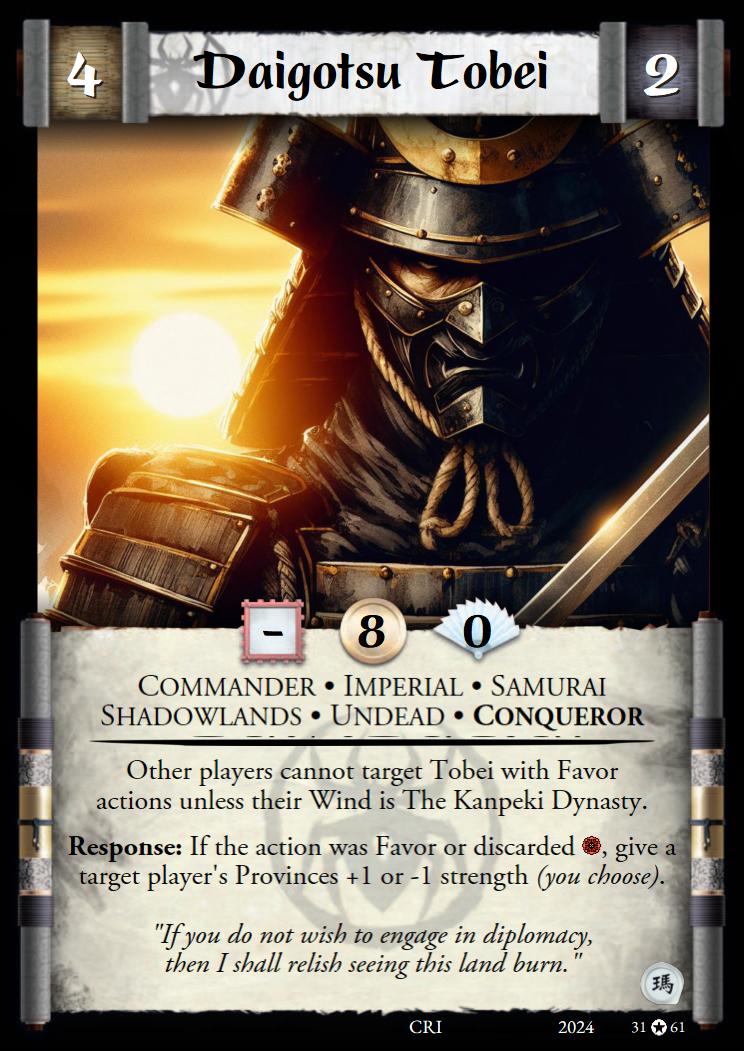 4 Daigotsu Tobei 2
- 8 0
COMMANDER • IMPERIAL • SAMURAI
SHADOWLANDS • UNDEAD • CONQUEROR
Other players cannot target Tobei with Favor
actions unless their Wind is The Kanpeki Dynasty.
Response: If the action was Favor or discarded , give a
target player's Provinces +1 or -1 strength (you choose).
"If you do not wish to engage in diplomacy,
then I shall relish seeing this land burn."
瑪
CRI 2024 31 ✪ 61